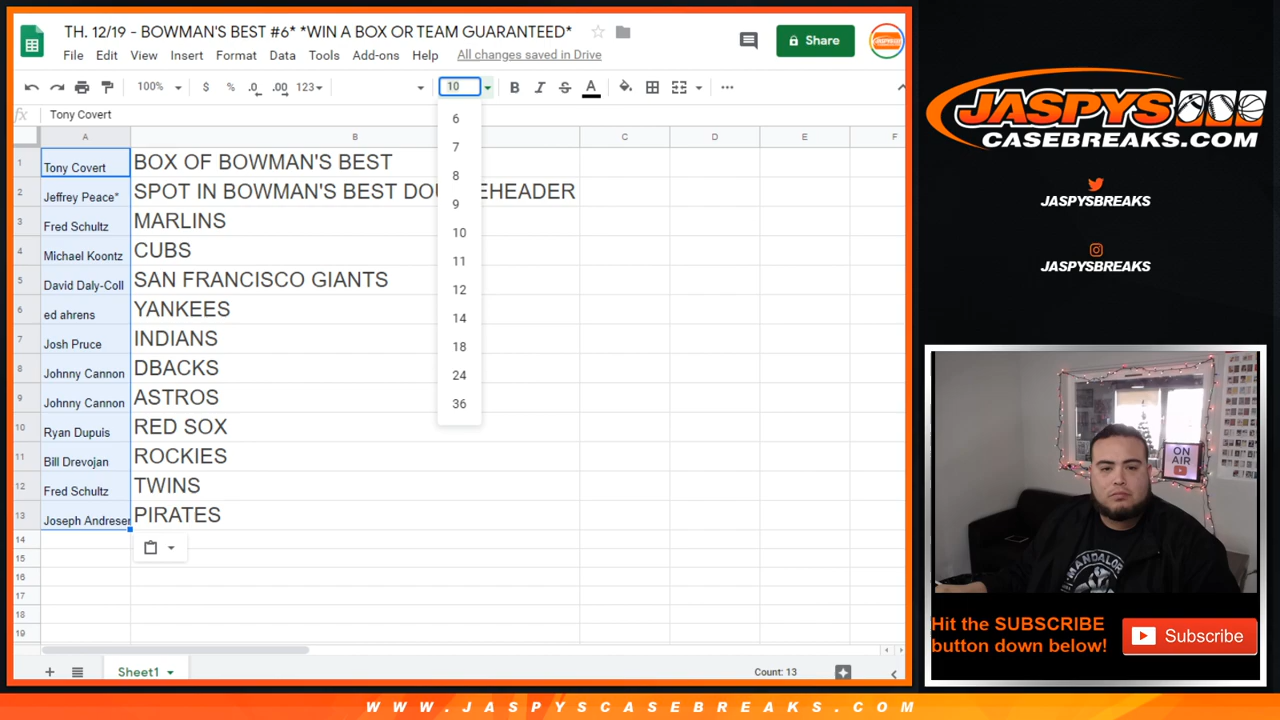 TH. 12/19 - BOWMAN'S BEST #6* *WIN A BOX OR TEAM GUARANTEED*
File Edit View Insert Format Data Tools Add-ons Help All changes saved in Drive
Share
100% $ % .0 .00 123 10 B I S A
fx Tony Covert
A B C D E F
1 Tony Covert BOX OF BOWMAN'S BEST
2 Jeffrey Peace* SPOT IN BOWMAN'S BEST EHEADER
3 Fred Schultz MARLINS
4 Michael Koontz CUBS
5 David Daly-Coll SAN FRANCISCO GIANTS
6 ed ahrens YANKEES
7 Josh Pruce INDIANS
8 Johnny Cannon DBACKS
9 Johnny Cannon ASTROS
10 Ryan Dupuis RED SOX
11 Bill Drevojan ROCKIES
12 Fred Schultz TWINS
13 Joseph Andresen PIRATES
14
15
16
17
18
19
6
7
8
9
10
11
12
14
18
24
36
Sheet1
Count: 13
JASPYS
CASEBREAKS.COM
JASPYSBREAKS
JASPYSBREAKS
ON
AIR
MANDALOR
Hit the SUBSCRIBE
button down below!
Subscribe
WWW.JASPYSCASEBREAKS.COM